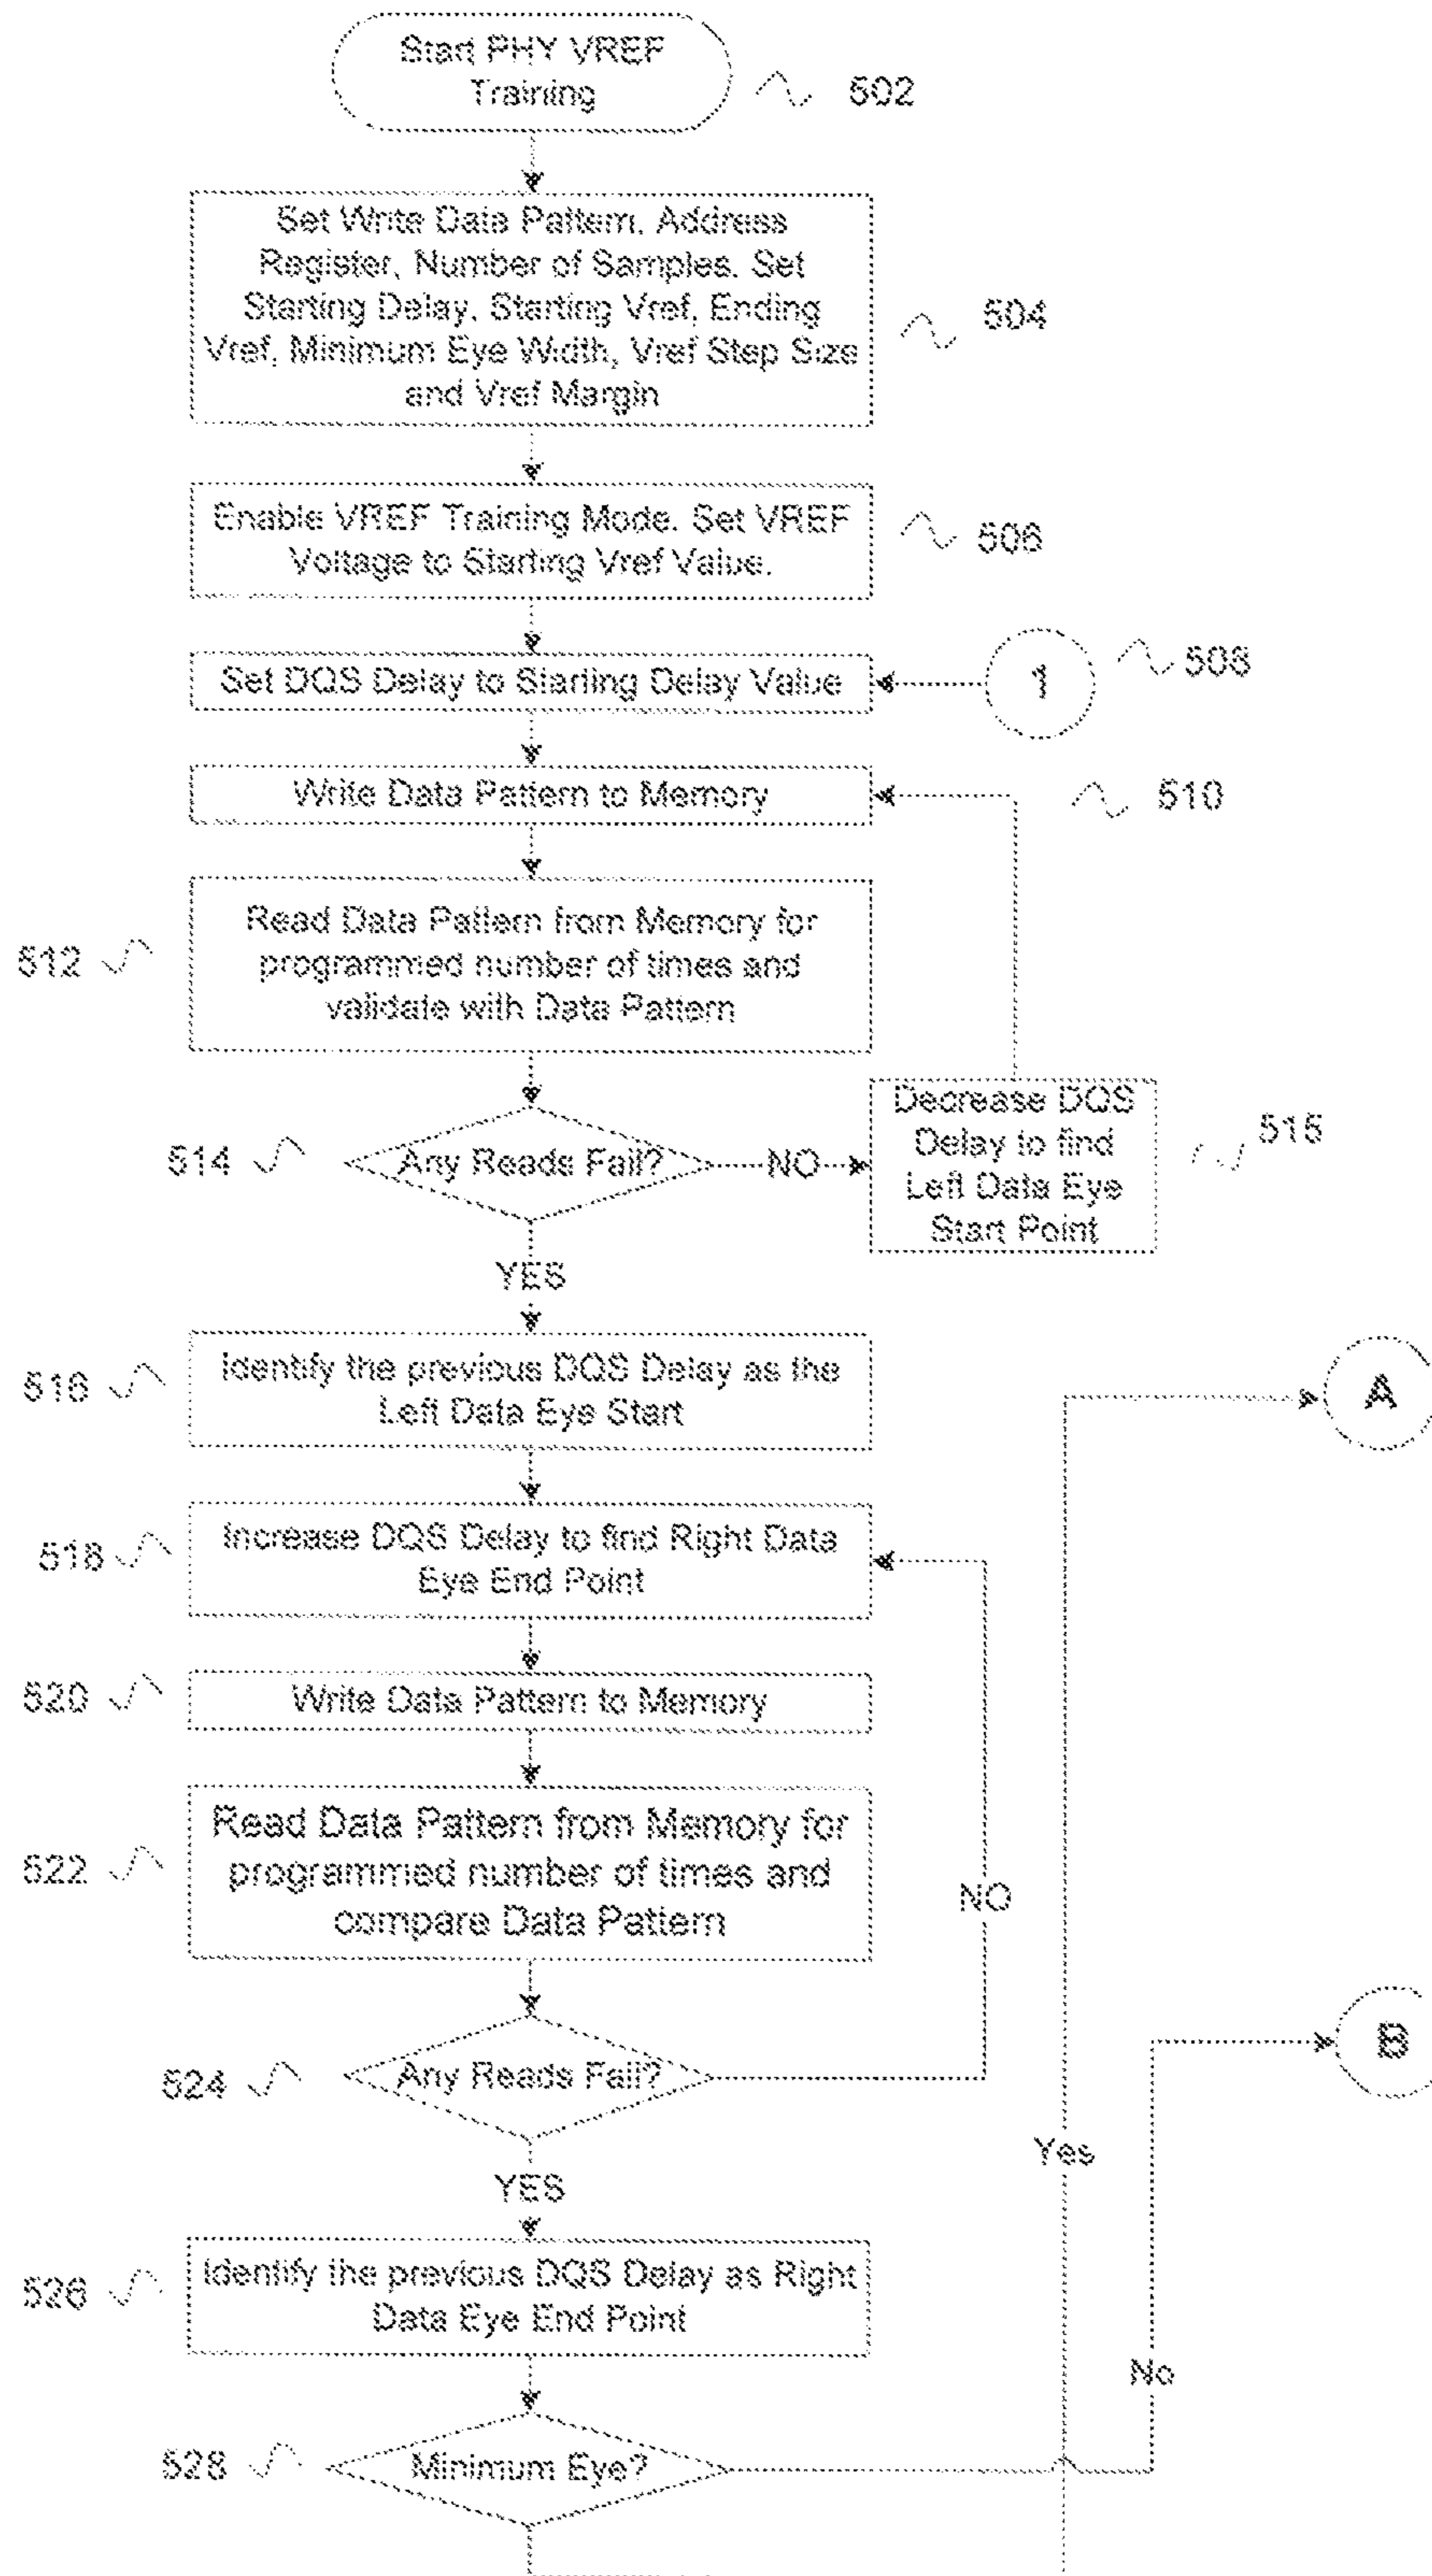 Start PHY VREF
Training
502
Set Write Data Pattern, Address
Register, Number of Samples. Set
Starting Delay, Starting Vref, Ending
Vref, Minimum Eye Width, Vref Step Size
and Vref Margin
504
Enable VREF Training Mode. Set VREF
Voltage to Starting Vref Value.
506
Set DQS Delay to Starting Delay Value
1
508
Write Data Pattern to Memory
510
Read Data Pattern from Memory for
programmed number of times and
validate with Data Pattern
512
Any Reads Fail?
514
NO
Decrease DQS
Delay to find
Left Data Eye
Start Point
515
YES
Identify the previous DQS Delay as the
Left Data Eye Start
516
A
Increase DQS Delay to find Right Data
Eye End Point
518
Write Data Pattern to Memory
520
Read Data Pattern from Memory for
programmed number of times and
compare Data Pattern
522
NO
Any Reads Fail?
524
B
Yes
YES
Identify the previous DQS Delay as Right
Data Eye End Point
526
No
Minimum Eye?
528